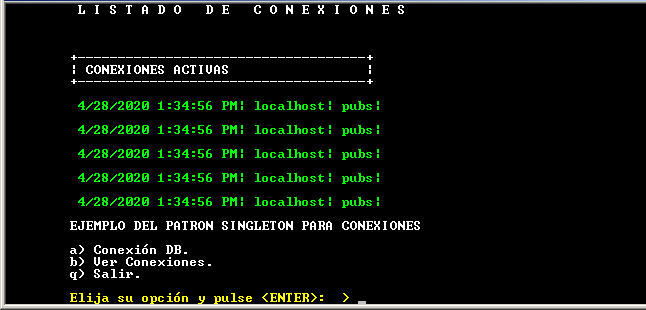 L I S T A D O   D E   C O N E X I O N E S
+-----------------------------------+
¦ CONEXIONES ACTIVAS                ¦
+-----------------------------------+
4/28/2020 1:34:56 PM¦ localhost¦ pubs¦
4/28/2020 1:34:56 PM¦ localhost¦ pubs¦
4/28/2020 1:34:56 PM¦ localhost¦ pubs¦
4/28/2020 1:34:56 PM¦ localhost¦ pubs¦
4/28/2020 1:34:56 PM¦ localhost¦ pubs¦
EJEMPLO DEL PATRON SINGLETON PARA CONEXIONES
a) Conexión DB.
b) Ver Conexiones.
q) Salir.
Elija su opción y pulse <ENTER>:  > _